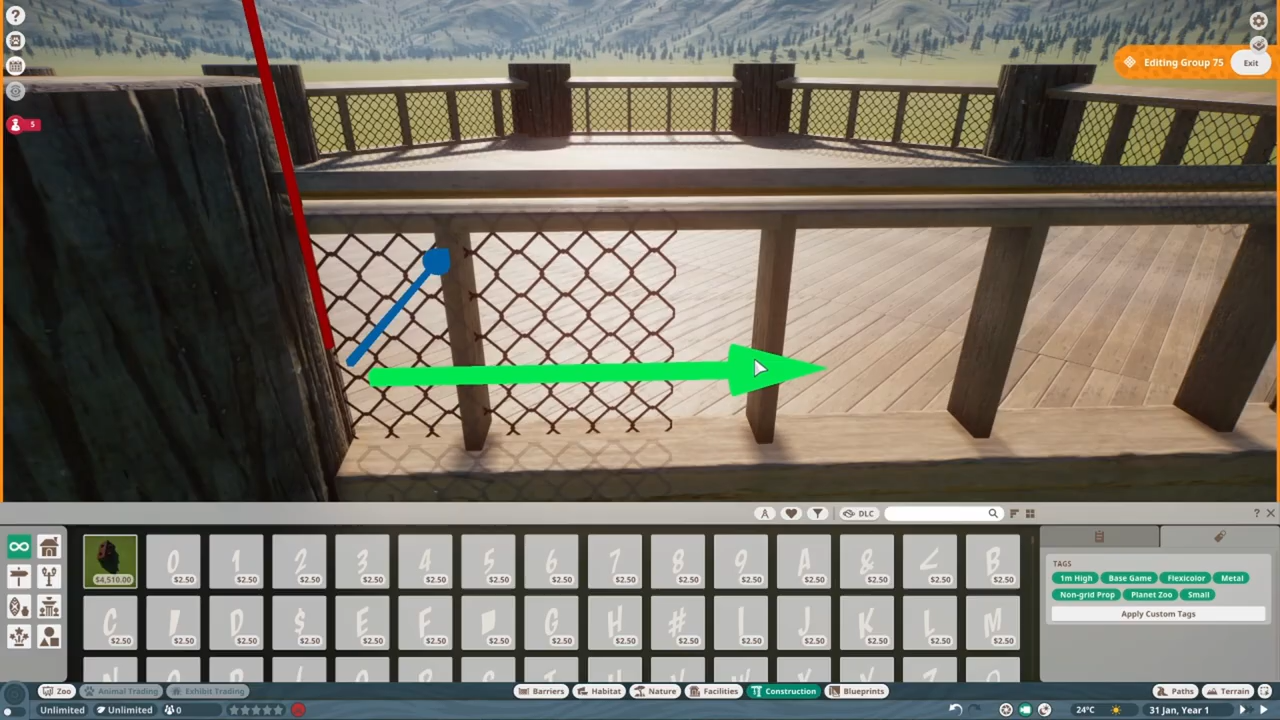 ?
Editing Group 75 Exit
5
A DLC ? ×
$4,510.00 0 $2.50 1 $2.50 2 $2.50 3 $2.50 4 $2.50 5 $2.50 6 $2.50 7 $2.50 8 $2.50 9 $2.50 A $2.50 & $2.50 < $2.50 B $2.50
C $2.50 $2.50 D $2.50 $ $2.50 E $2.50 F $2.50 $2.50 G $2.50 H $2.50 # $2.50 I $2.50 J $2.50 K $2.50 L $2.50 M $2.50
TAGS
1m High Base Game Flexicolor Metal
Non-grid Prop Planet Zoo Small
Apply Custom Tags
Zoo Animal Trading Exhibit Trading Barriers Habitat Nature Facilities Construction Blueprints Paths Terrain
Unlimited Unlimited 0 24°C 31 Jan, Year 1